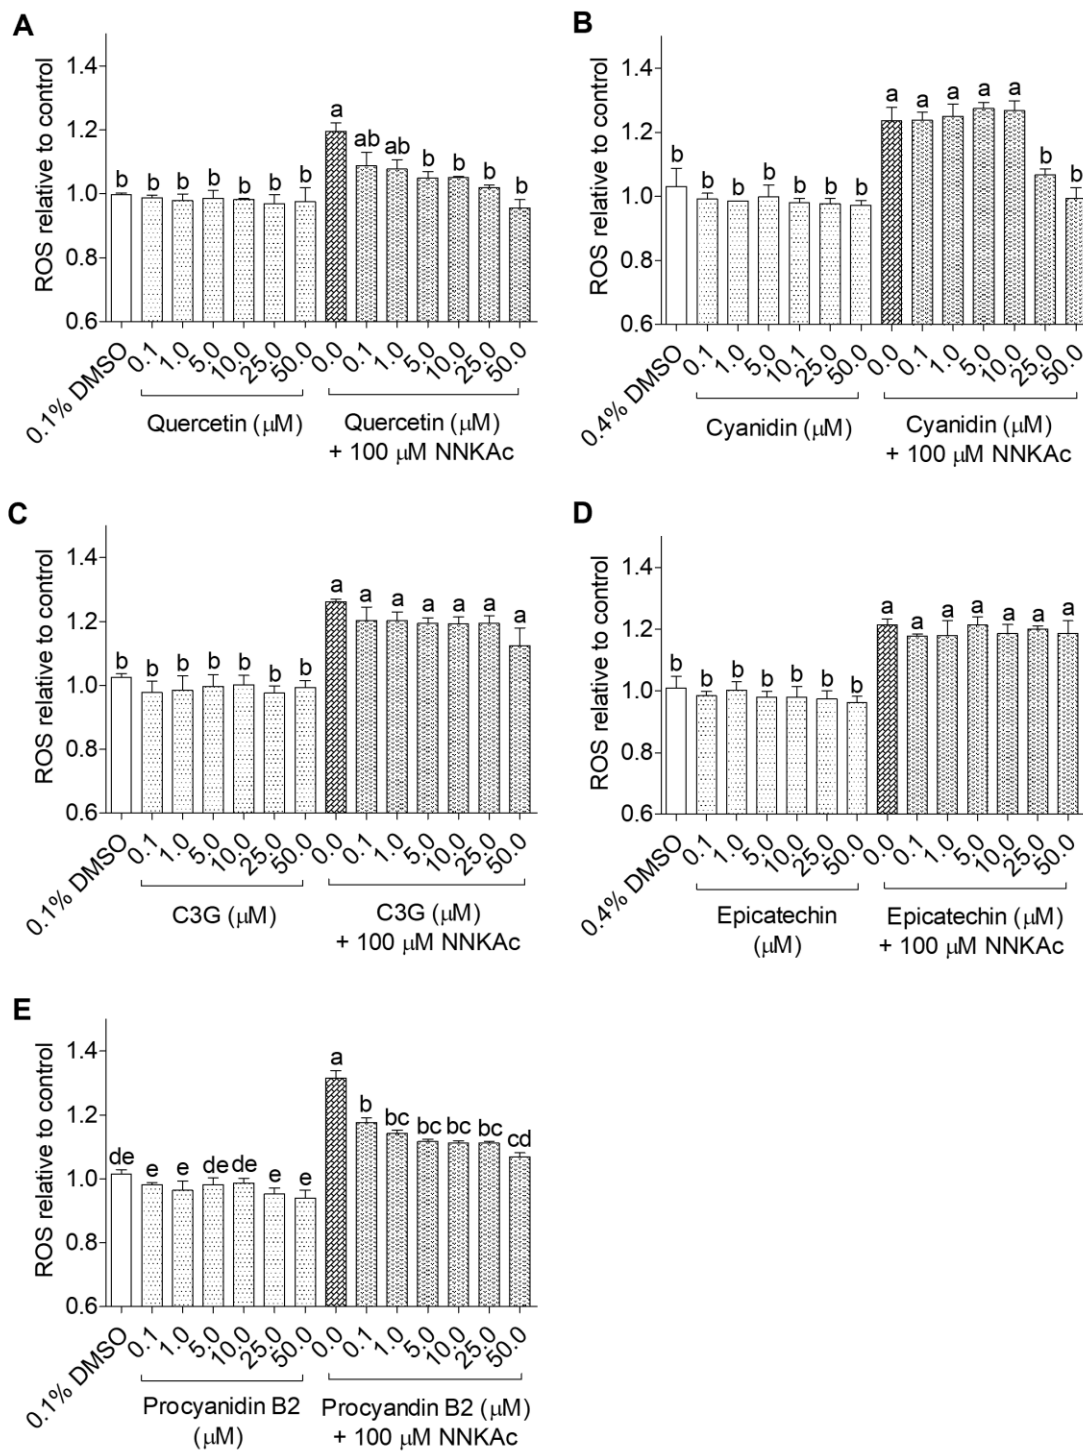 A
ROS relative to control
1.4
1.2
1.0
0.8
0.6
b b b b b b b a ab ab b b b b
0.1% DMSO 0.1 1.0 5.0 10.0 25.0 50.0 0.0 0.1 1.0 5.0 10.0 25.0 50.0
Quercetin (μM)
Quercetin (μM)
+ 100 μM NNKAc
B
ROS relative to control
1.4
1.2
1.0
0.8
0.6
b b b b b b b a a a a a b b
0.4% DMSO 0.1 1.0 5.0 10.1 25.0 50.0 0.0 0.1 1.0 5.0 10.0 25.0 50.0
Cyanidin (μM)
Cyanidin (μM)
+ 100 μM NNKAc
C
ROS relative to control
1.4
1.2
1.0
0.8
0.6
b b b b b b b a a a a a a a
0.1% DMSO 0.1 1.0 5.0 10.0 25.0 50.0 0.0 0.1 1.0 5.0 10.0 25.0 50.0
C3G (μM)
C3G (μM)
+ 100 μM NNKAc
D
ROS relative to control
1.4
1.2
1.0
0.8
0.6
b b b b b b b a a a a a a a
0.4% DMSO 0.1 1.0 5.0 10.0 25.0 50.0 0.0 0.1 1.0 5.0 10.0 25.0 50.0
Epicatechin
(μM)
Epicatechin (μM)
+ 100 μM NNKAc
E
ROS relative to control
1.4
1.2
1.0
0.8
0.6
de e e de de e e a b bc bc bc bc cd
0.1% DMSO 0.1 1.0 5.0 10.0 25.0 50.0 0.0 0.1 1.0 5.0 10.0 25.0 50.0
Procyanidin B2
(μM)
Procyandin B2 (μM)
+ 100 μM NNKAc